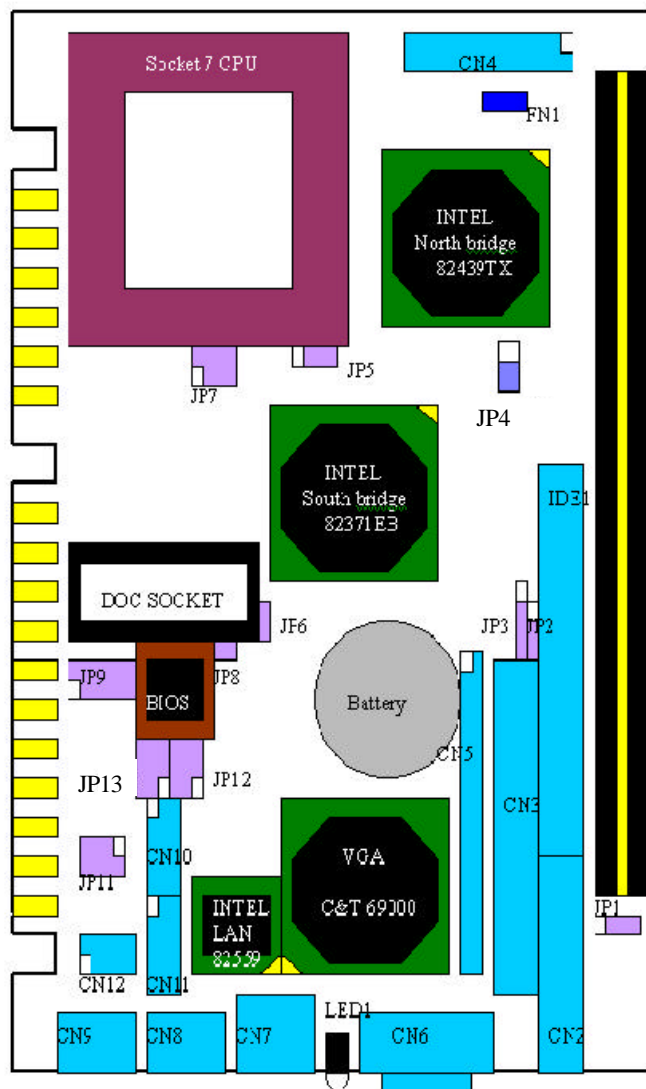 Socket 7 CPU
CN4
FN1
INTEL
North bridge
82439TX
JP5
JP7
JP4
INTEL
South bridge
82371EB
IDE1
DOC SOCKET
JP6
JP3
JP2
JP9
JP8
BIOS
Battery
CN5
JP13
JP12
CN3
CN10
VGA
JP11
C&T 69000
INTEL
LAN
82559
JP1
CN12
CN11
LED1
CN9
CN8
CN7
CN6
CN2